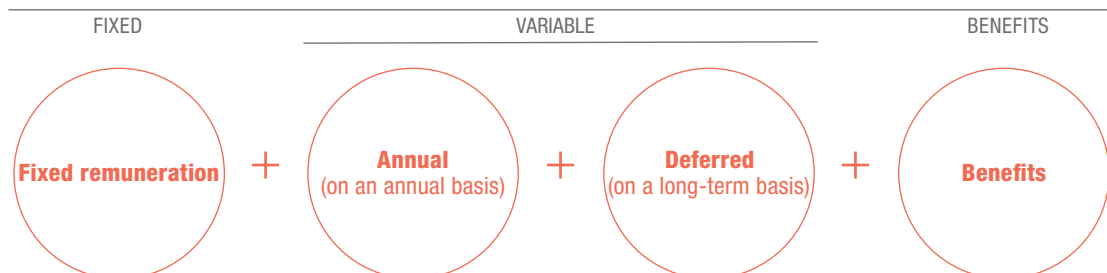 FIXED
VARIABLE
BENEFITS
Fixed remuneration
+
Annual
(on an annual basis)
+
Deferred
(on a long-term basis)
+
Benefits